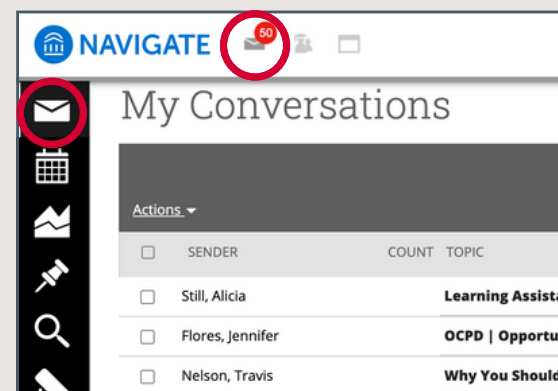 NAVIGATE 50
My Conversations
Actions
SENDER COUNT TOPIC
Still, Alicia Learning Assista
Flores, Jennifer OCPD | Opportu
Nelson, Travis Why You Should